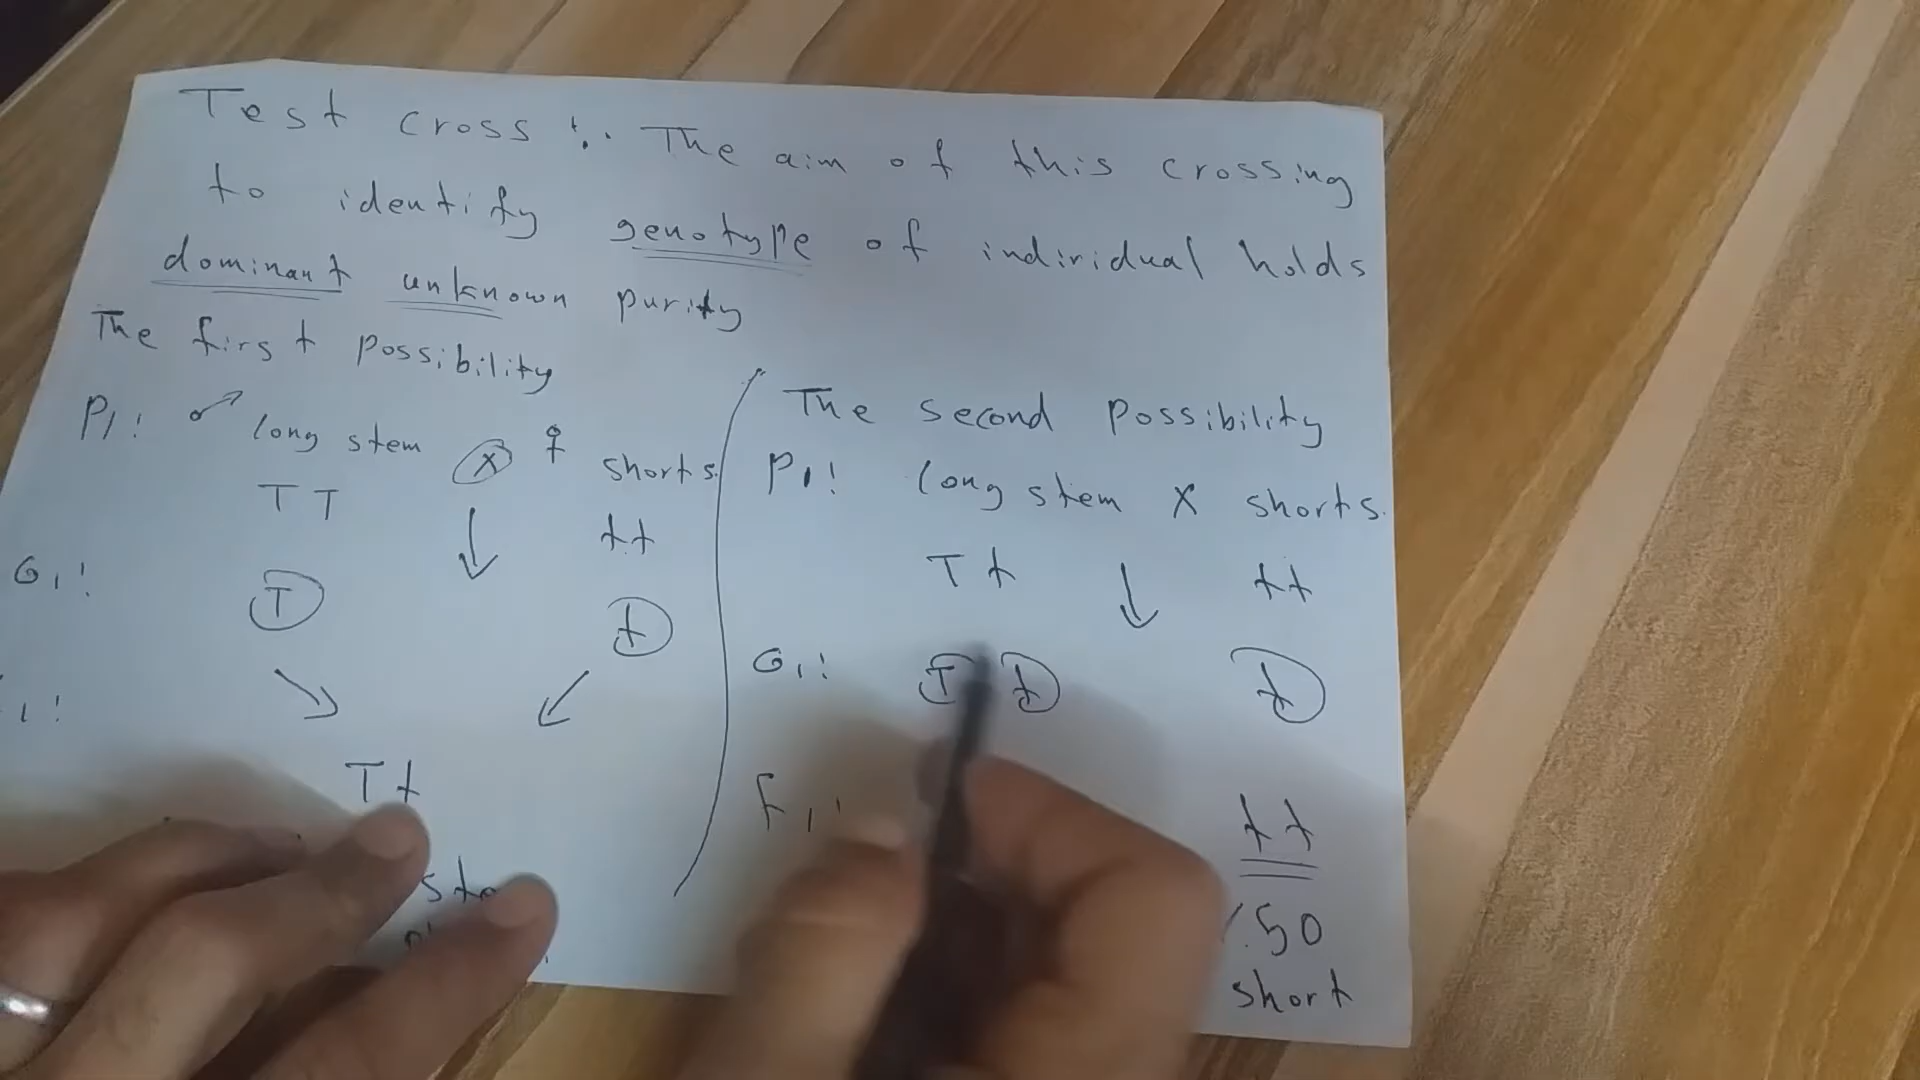 Test cross :. The aim of this crossing
to identify genotype of individual holds
dominant unknown purity
The first possibility
P1: ♂ long stem X ♀ short s.
TT tt
G1: T t
1:
Tt
The second possibility
P1: long stem X short s.
Tt tt
G1: T t t
F1:
tt
50
short